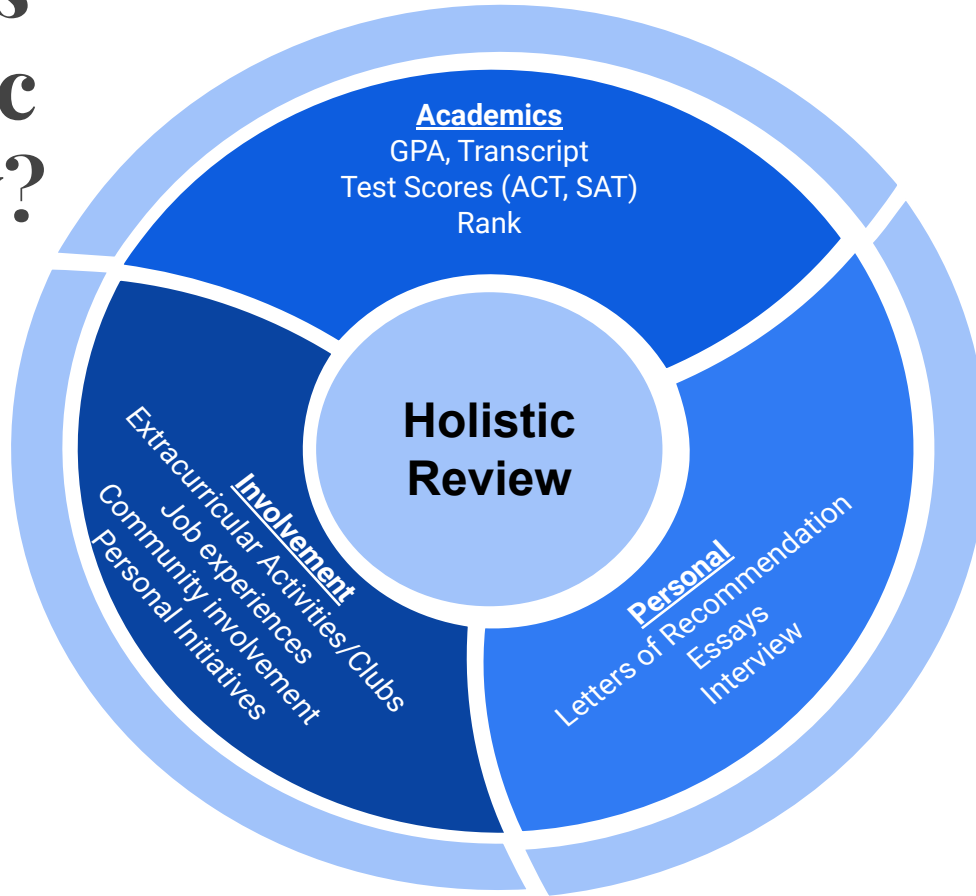 Academics
GPA, Transcript
Test Scores (ACT, SAT)
Rank
Holistic
Review
Involvement
Extracurricular Activities/Clubs
Job experiences
Community involvement
Personal Initiatives
Personal
Letters of Recommendation
Essays
Interview